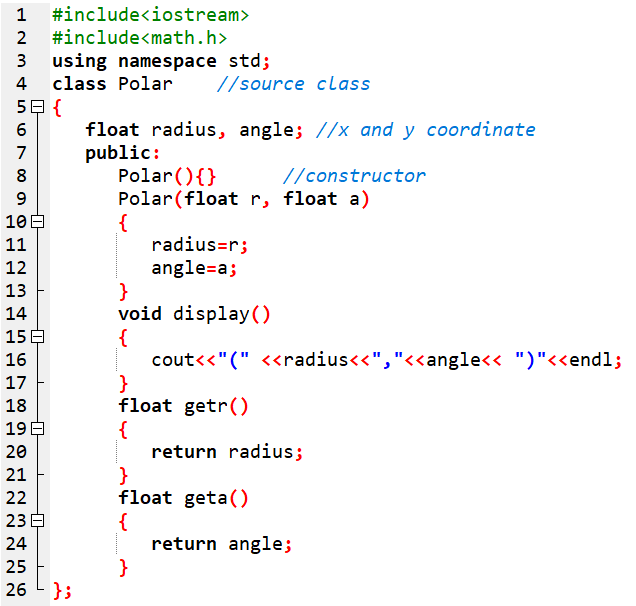 1 #include<iostream>
2 #include<math.h>
3 using namespace std;
4 class Polar    //source class
5 {
6    float radius, angle; //x and y coordinate
7    public:
8       Polar(){}      //constructor
9       Polar(float r, float a)
10       {
11          radius=r;
12          angle=a;
13       }
14       void display()
15       {
16          cout<<"(" <<radius<<","<<angle<< ")"<<endl;
17       }
18       float getr()
19       {
20          return radius;
21       }
22       float geta()
23       {
24          return angle;
25       }
26 };